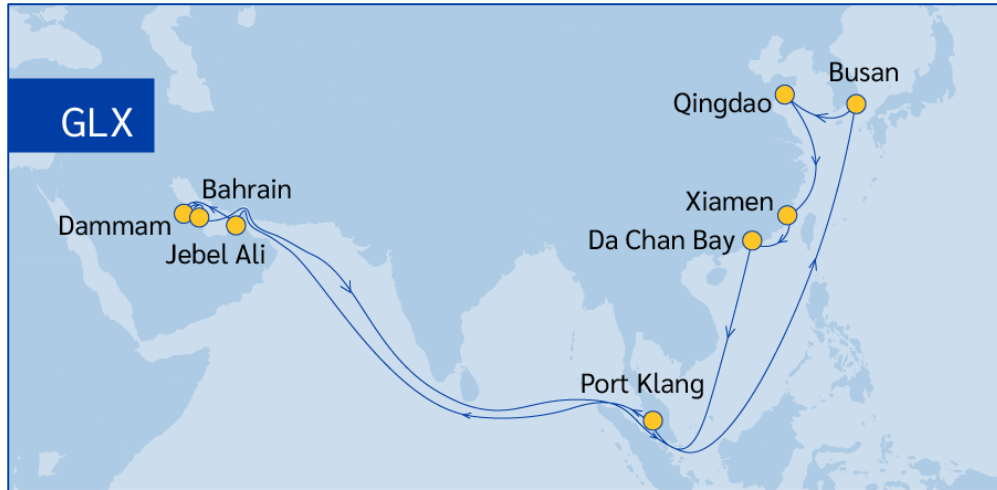 GLX
Busan
Qingdao
Bahrain
Xiamen
Dammam
Da Chan Bay
Jebel Ali
Port Klang